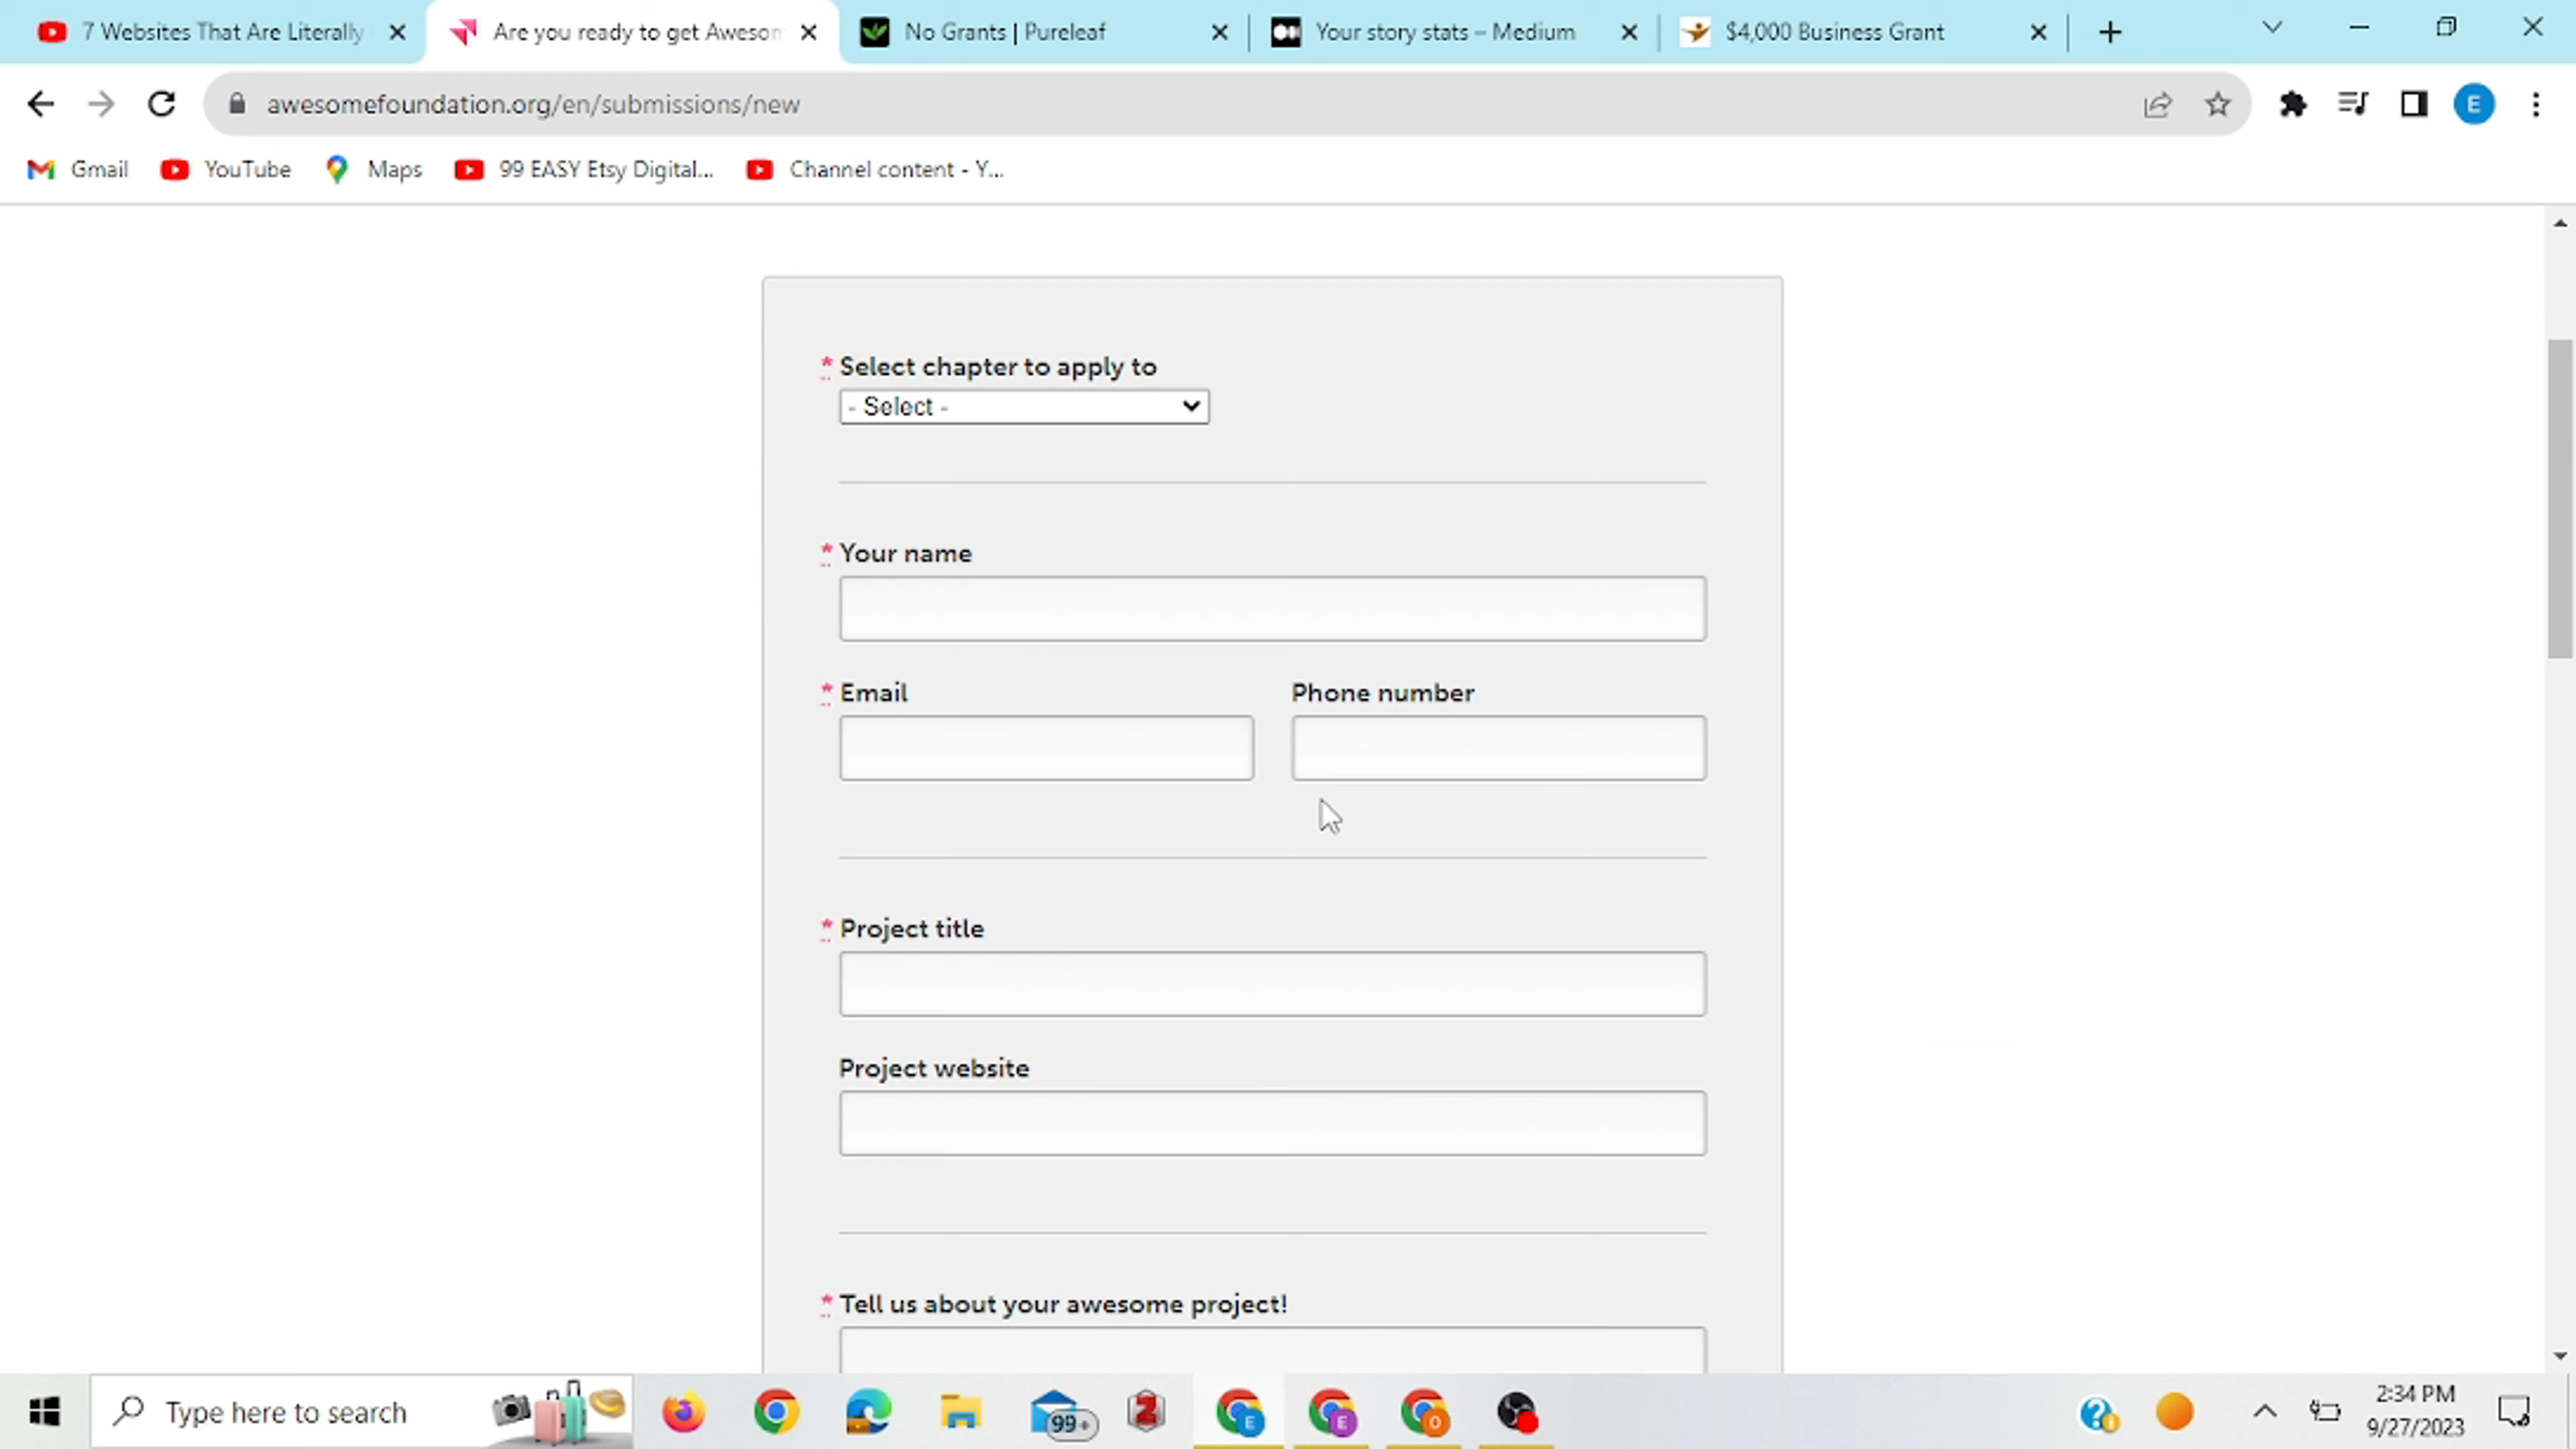 7 Websites That Are Literally
Are you ready to get Awesom
No Grants | Pureleaf
Your story stats – Medium
$4,000 Business Grant
awesomefoundation.org/en/submissions/new
E
Gmail
YouTube
Maps
99 EASY Etsy Digital...
Channel content - Y...
* Select chapter to apply to
- Select -
* Your name
* Email
Phone number
* Project title
Project website
* Tell us about your awesome project!
Type here to search
99+
Z
E
E
O
2:34 PM
9/27/2023